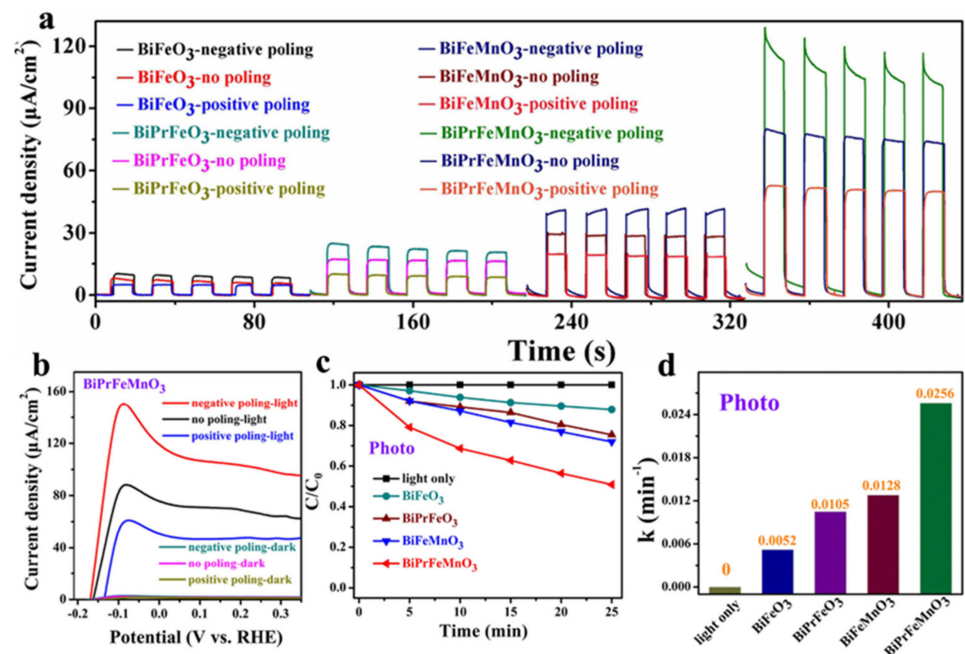 a
Current density (µA/cm²)
120
90
60
30
0
BiFeO3-negative poling
BiFeO3-no poling
BiFeO3-positive poling
BiPrFeO3-negative poling
BiPrFeO3-no poling
BiPrFeO3-positive poling
BiFeMnO3-negative poling
BiFeMnO3-no poling
BiFeMnO3-positive poling
BiPrFeMnO3-negative poling
BiPrFeMnO3-no poling
BiPrFeMnO3-positive poling
0 80 160 240 320 400
Time (s)
b
BiPrFeMnO3
Current density (µA/cm²)
160
120
80
40
0
negative poling-light
no poling-light
positive poling-light
negative poling-dark
no poling-dark
positive poling-dark
-0.1 0.0 0.1 0.2 0.3
Potential (V vs. RHE)
c
C/C0
1.0
0.8
0.6
0.4
0.2
0.0
Photo
light only
BiFeO3
BiPrFeO3
BiFeMnO3
BiPrFeMnO3
0 5 10 15 20 25
Time (min)
d
Photo
k (min-1)
0.024
0.018
0.012
0.006
0.000
0
0.0052
0.0105
0.0128
0.0256
light only
BiFeO3
BiPrFeO3
BiFeMnO3
BiPrFeMnO3